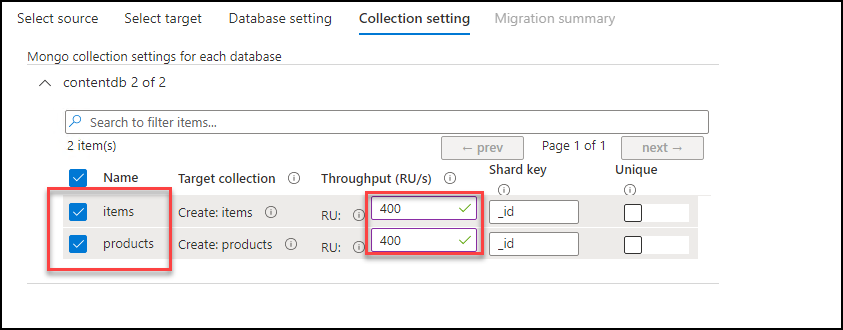 Select source Select target Database setting Collection setting Migration summary
Mongo collection settings for each database
contentdb 2 of 2
Search to filter items...
2 item(s) ← prev Page 1 of 1 next →
Name Target collection Throughput (RU/s) Shard key Unique
items Create: items RU: 400 _id
products Create: products RU: 400 _id